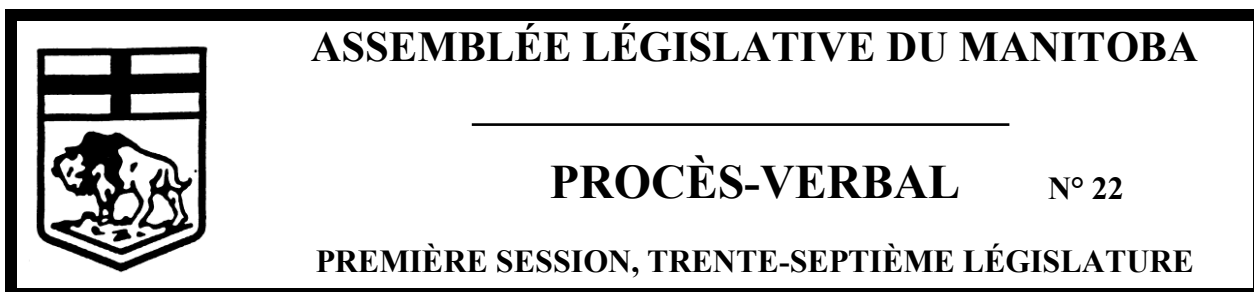 ASSEMBLÉE LÉGISLATIVE DU MANITOBA
PROCÈS-VERBAL N° 22
PREMIÈRE SESSION, TRENTE-SEPTIÈME LÉGISLATURE